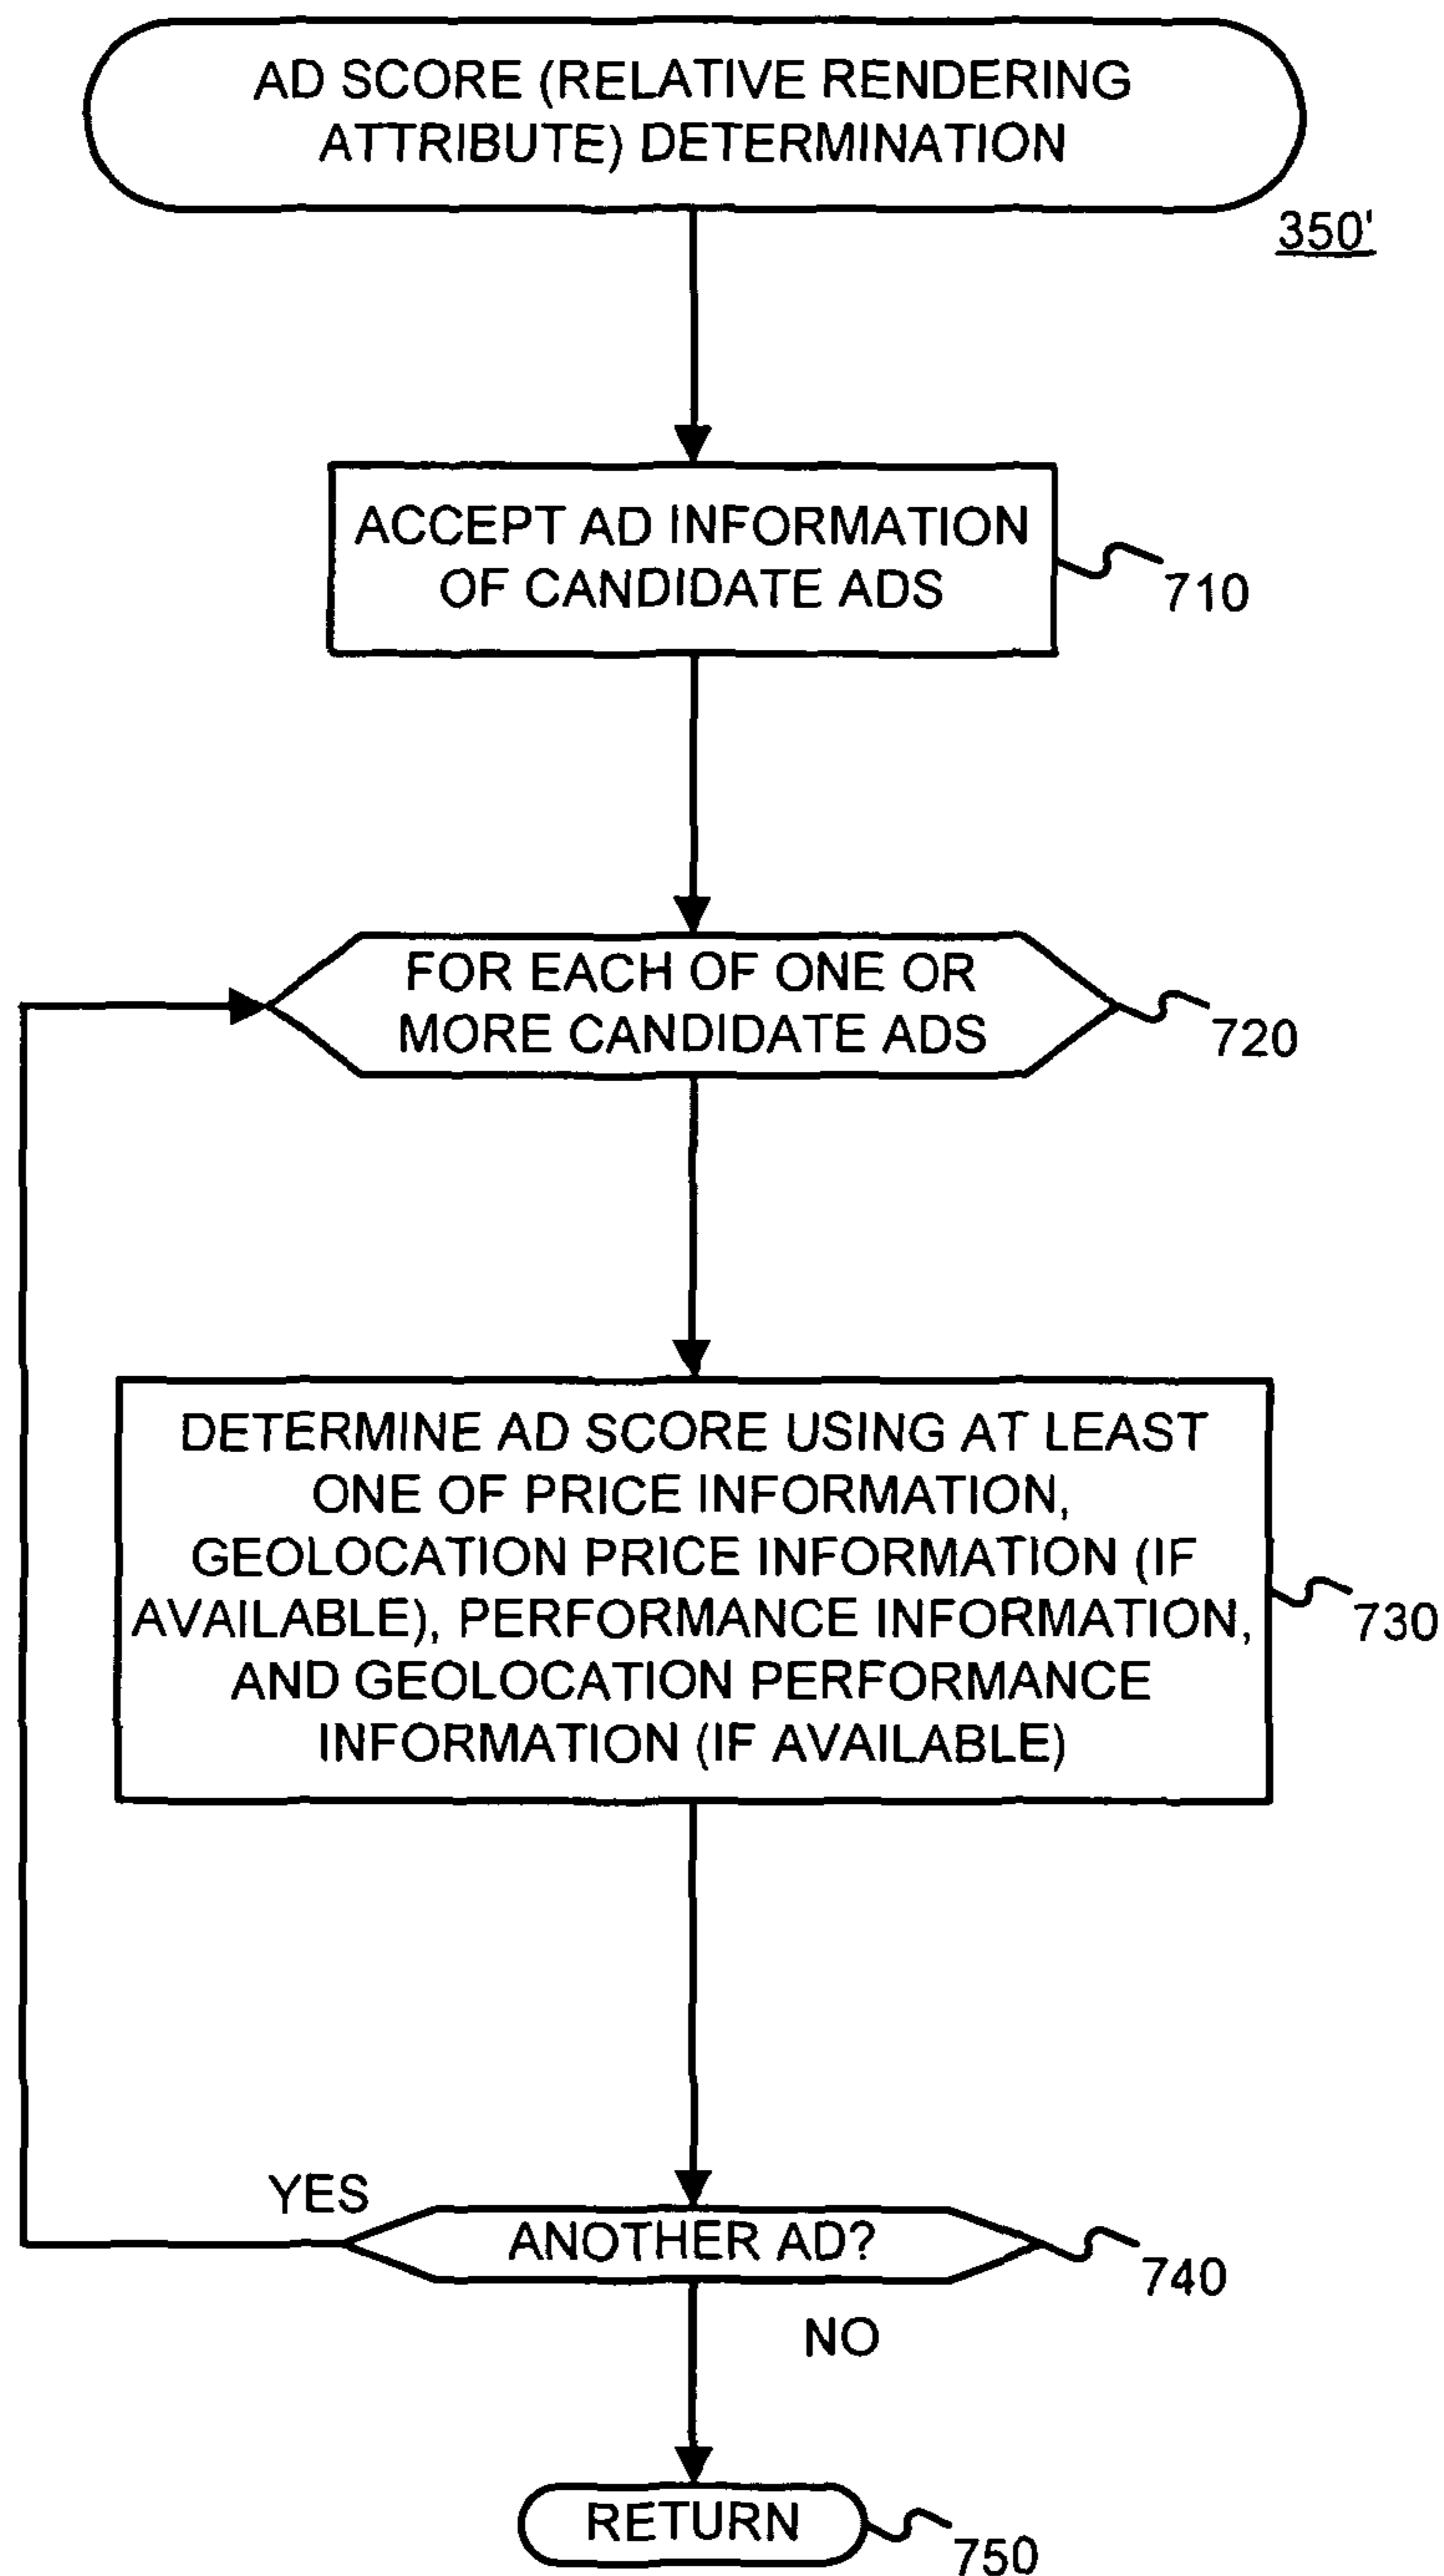 AD SCORE (RELATIVE RENDERING
ATTRIBUTE) DETERMINATION
350'
ACCEPT AD INFORMATION
OF CANDIDATE ADS
710
FOR EACH OF ONE OR
MORE CANDIDATE ADS
720
DETERMINE AD SCORE USING AT LEAST
ONE OF PRICE INFORMATION,
GEOLOCATION PRICE INFORMATION (IF
AVAILABLE), PERFORMANCE INFORMATION,
AND GEOLOCATION PERFORMANCE
INFORMATION (IF AVAILABLE)
730
YES
ANOTHER AD?
740
NO
RETURN
750